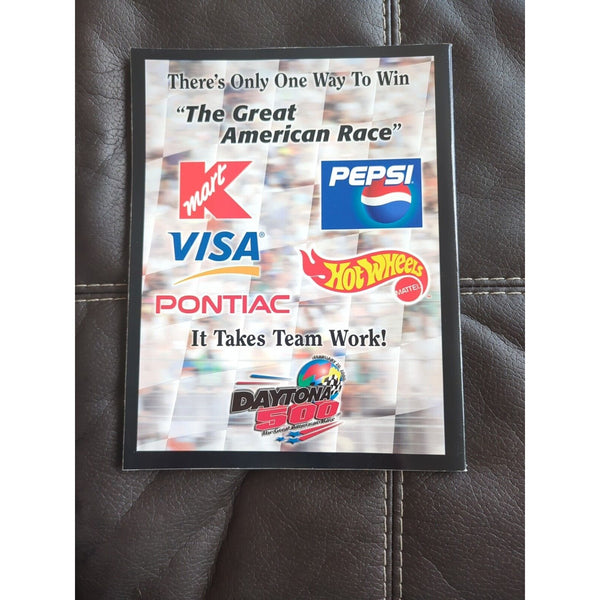 There's Only One Way To Win
"The Great
American Race"
K
mart
PEPSI
VISA
HOT WHEELS
MATTEL
PONTIAC
It Takes Team Work!
DAYTONA
500
The Great American Race